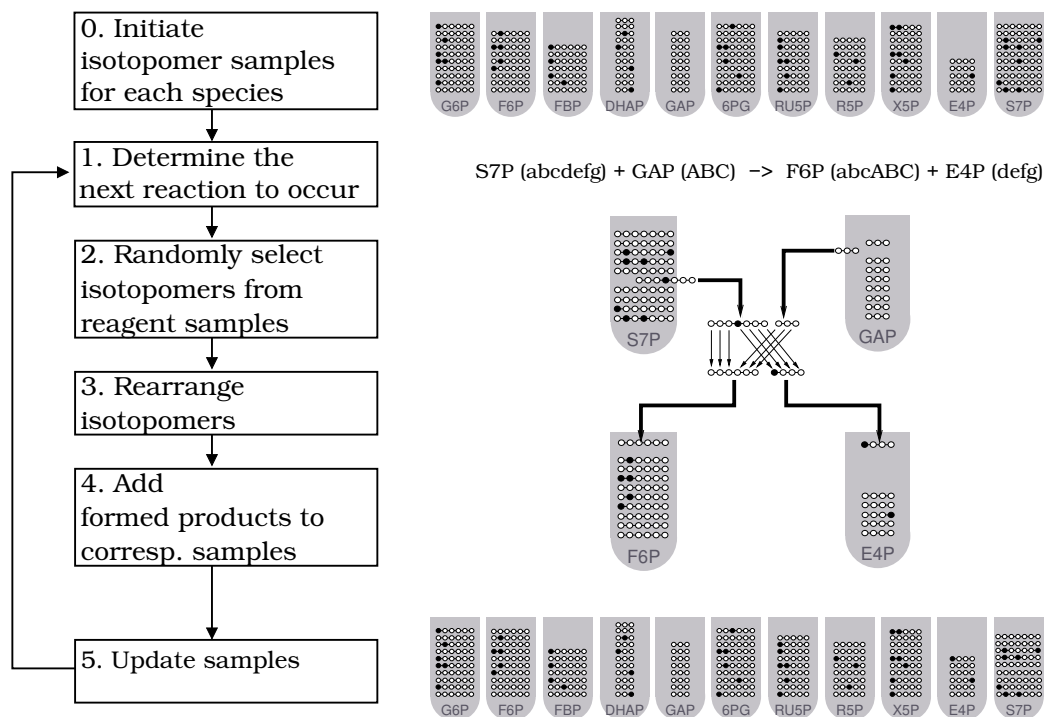 0. Initiate
isotopomer samples
for each species
G6P F6P FBP DHAP GAP 6PG RU5P R5P X5P E4P S7P
1. Determine the
next reaction to occur
S7P (abcdefg) + GAP (ABC) −> F6P (abcABC) + E4P (defg)
2. Randomly select
isotopomers from
reagent samples
S7P GAP
3. Rearrange
isotopomers
4. Add
formed products to
corresp. samples
F6P E4P
5. Update samples
G6P F6P FBP DHAP GAP 6PG RU5P R5P X5P E4P S7P